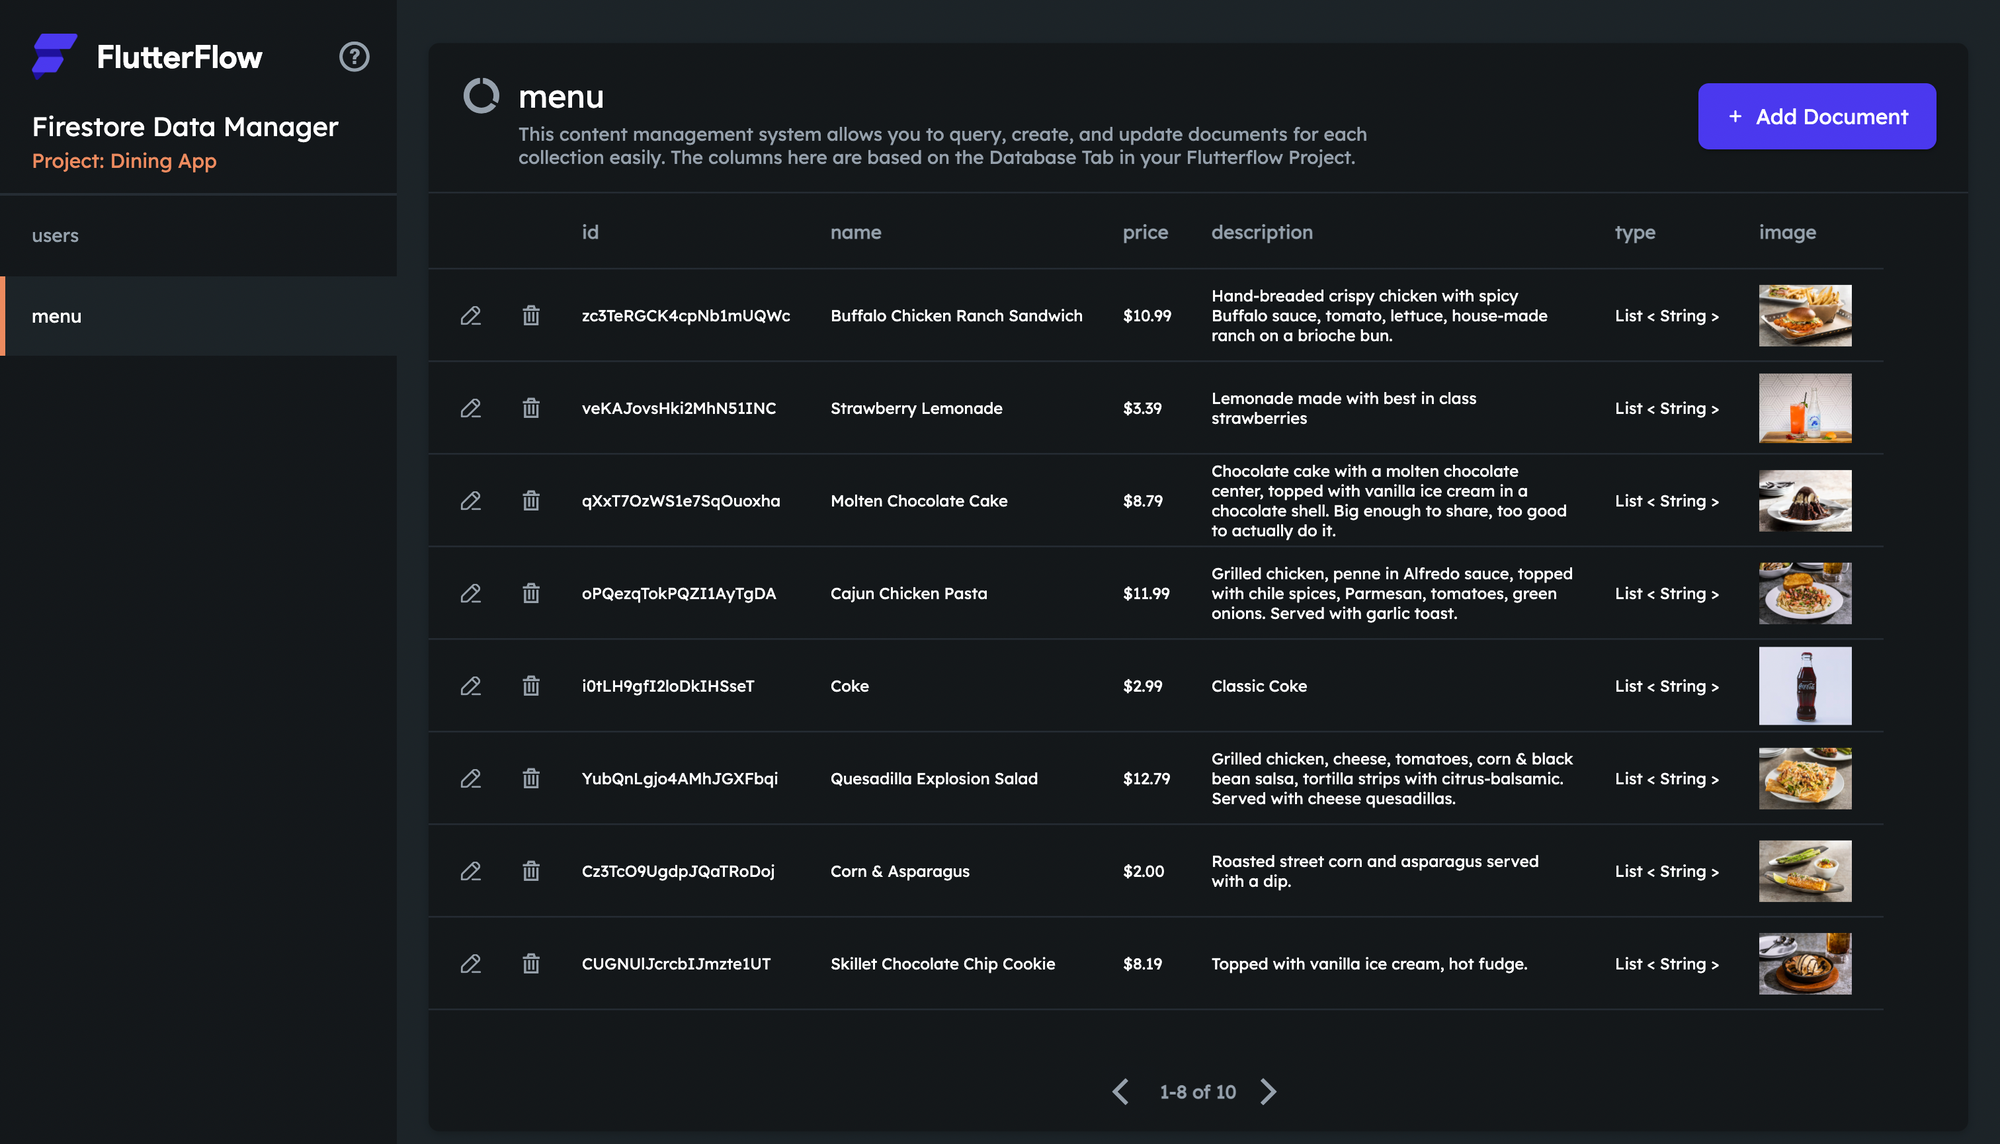 FlutterFlow
?
Firestore Data Manager
Project: Dining App
users
menu
menu
This content management system allows you to query, create, and update documents for each
collection easily. The columns here are based on the Database Tab in your Flutterflow Project.
+ Add Document
id name price description type image
zc3TeRGCK4cpNb1mUQWc Buffalo Chicken Ranch Sandwich $10.99 List < String >
Hand-breaded crispy chicken with spicy
Buffalo sauce, tomato, lettuce, house-made
ranch on a brioche bun.
veKAJovsHki2MhN51INC Strawberry Lemonade $3.39 List < String >
Lemonade made with best in class
strawberries
qXxT7OzWS1e7SqOuoxha Molten Chocolate Cake $8.79 List < String >
Chocolate cake with a molten chocolate
center, topped with vanilla ice cream in a
chocolate shell. Big enough to share, too good
to actually do it.
oPQezqTokPQZI1AyTgDA Cajun Chicken Pasta $11.99 List < String >
Grilled chicken, penne in Alfredo sauce, topped
with chile spices, Parmesan, tomatoes, green
onions. Served with garlic toast.
i0tLH9gfI2loDkIHSseT Coke $2.99 Classic Coke List < String >
YubQnLgjo4AMhJGXFbqi Quesadilla Explosion Salad $12.79 List < String >
Grilled chicken, cheese, tomatoes, corn & black
bean salsa, tortilla strips with citrus-balsamic.
Served with cheese quesadillas.
Cz3TcO9UgdpJQaTRoDoj Corn & Asparagus $2.00 List < String >
Roasted street corn and asparagus served
with a dip.
CUGNUlJcrcbIJmzte1UT Skillet Chocolate Chip Cookie $8.19 Topped with vanilla ice cream, hot fudge. List < String >
1-8 of 10